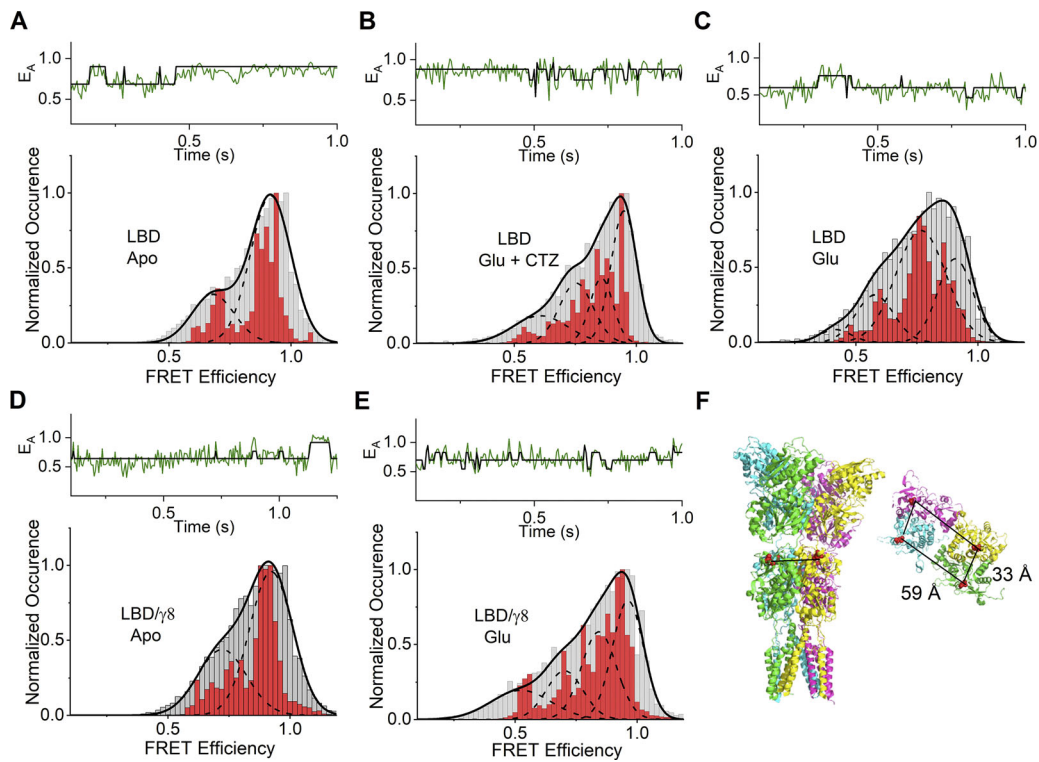 A
E_A
1.0
0.5
0.5
1.0
Time (s)
Normalized Occurence
1.0
0.5
0.0
LBD
Apo
0.5
1.0
FRET Efficiency
B
E_A
1.0
0.5
0.5
1.0
Time (s)
Normalized Occurence
1.0
0.5
0.0
LBD
Glu + CTZ
0.5
1.0
FRET Efficiency
C
E_A
1.0
0.5
0.5
1.0
Time (s)
Normalized Occurence
1.0
0.5
0.0
LBD
Glu
0.5
1.0
FRET Efficiency
D
E_A
1.0
0.5
0.5
1.0
Time (s)
Normalized Occurence
1.0
0.5
0.0
LBD/γ8
Apo
0.5
1.0
FRET Efficiency
E
E_A
1.0
0.5
0.5
1.0
Time (s)
Normalized Occurence
1.0
0.5
0.0
LBD/γ8
Glu
0.5
1.0
FRET Efficiency
F
33 Å
59 Å